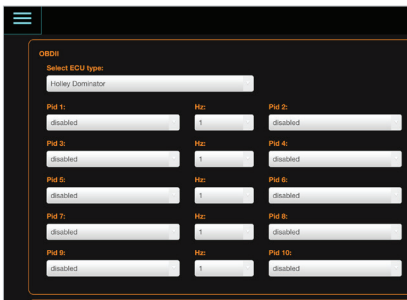 OBDII
Select ECU type:
Holley Dominator
Pid 1: Hz: Pid 2:
disabled 1 disabled
Pid 3: Hz: Pid 4:
disabled 1 disabled
Pid 5: Hz: Pid 6:
disabled 1 disabled
Pid 7: Hz: Pid 8:
disabled 1 disabled
Pid 9: Hz: Pid 10:
disabled 1 disabled